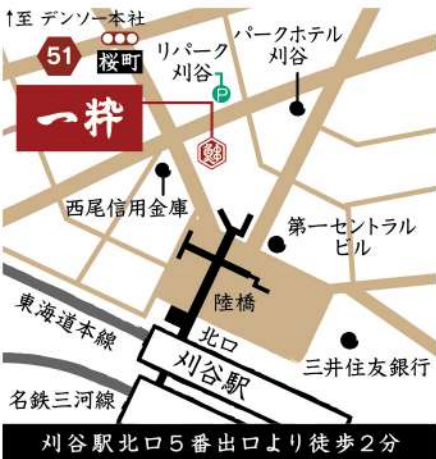 ↑至 デンソー本社
51
桜町
リパーク
刈谷
P
パークホテル
刈谷
一粋
西尾信用金庫
第一セントラル
ビル
陸橋
北口
刈谷駅
東海道本線
三井住友銀行
名鉄三河線
刈谷駅北口5番出口より徒歩2分